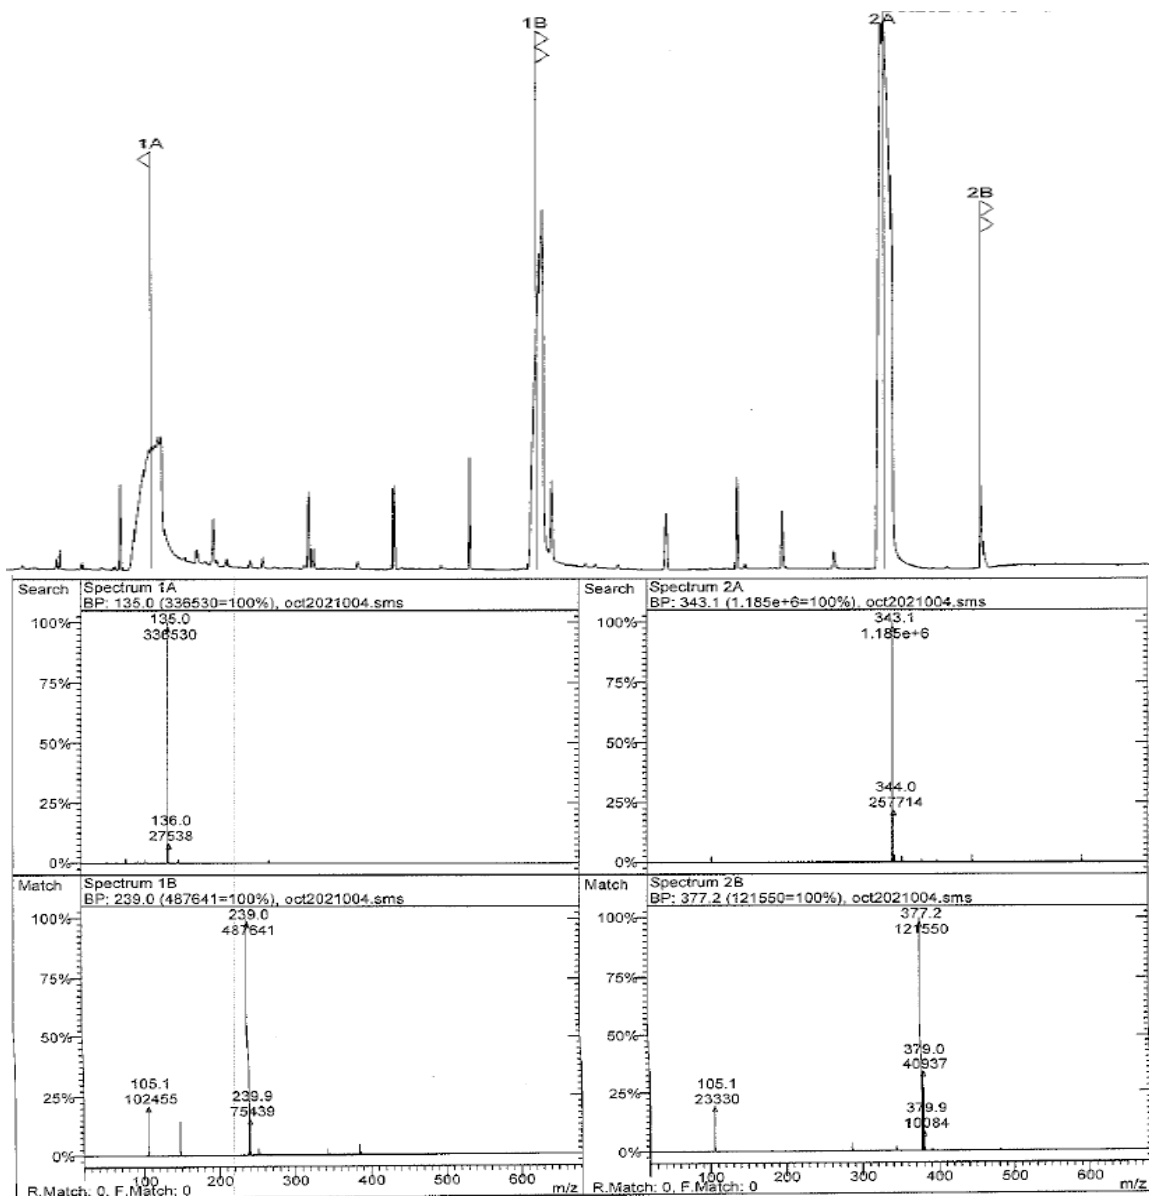 1A
1B
2A
2B
Search
Spectrum 1A
BP: 135.0 (336530=100%), oct2021004.sms
100%
75%
50%
25%
0%
135.0
336530
136.0
27538
Search
Spectrum 2A
BP: 343.1 (1.185e+6=100%), oct2021004.sms
100%
75%
50%
25%
0%
343.1
1.185e+6
344.0
257714
Match
Spectrum 1B
BP: 239.0 (487641=100%), oct2021004.sms
100%
75%
50%
25%
0%
239.0
487641
105.1
102455
239.9
75439
100 200 300 400 500 600 m/z
R.Match: 0, F.Match: 0
Match
Spectrum 2B
BP: 377.2 (121550=100%), oct2021004.sms
100%
75%
50%
25%
0%
377.2
121550
105.1
23330
379.0
40937
379.9
10084
100 200 300 400 500 600 m/z
R.Match: 0, F.Match: 0